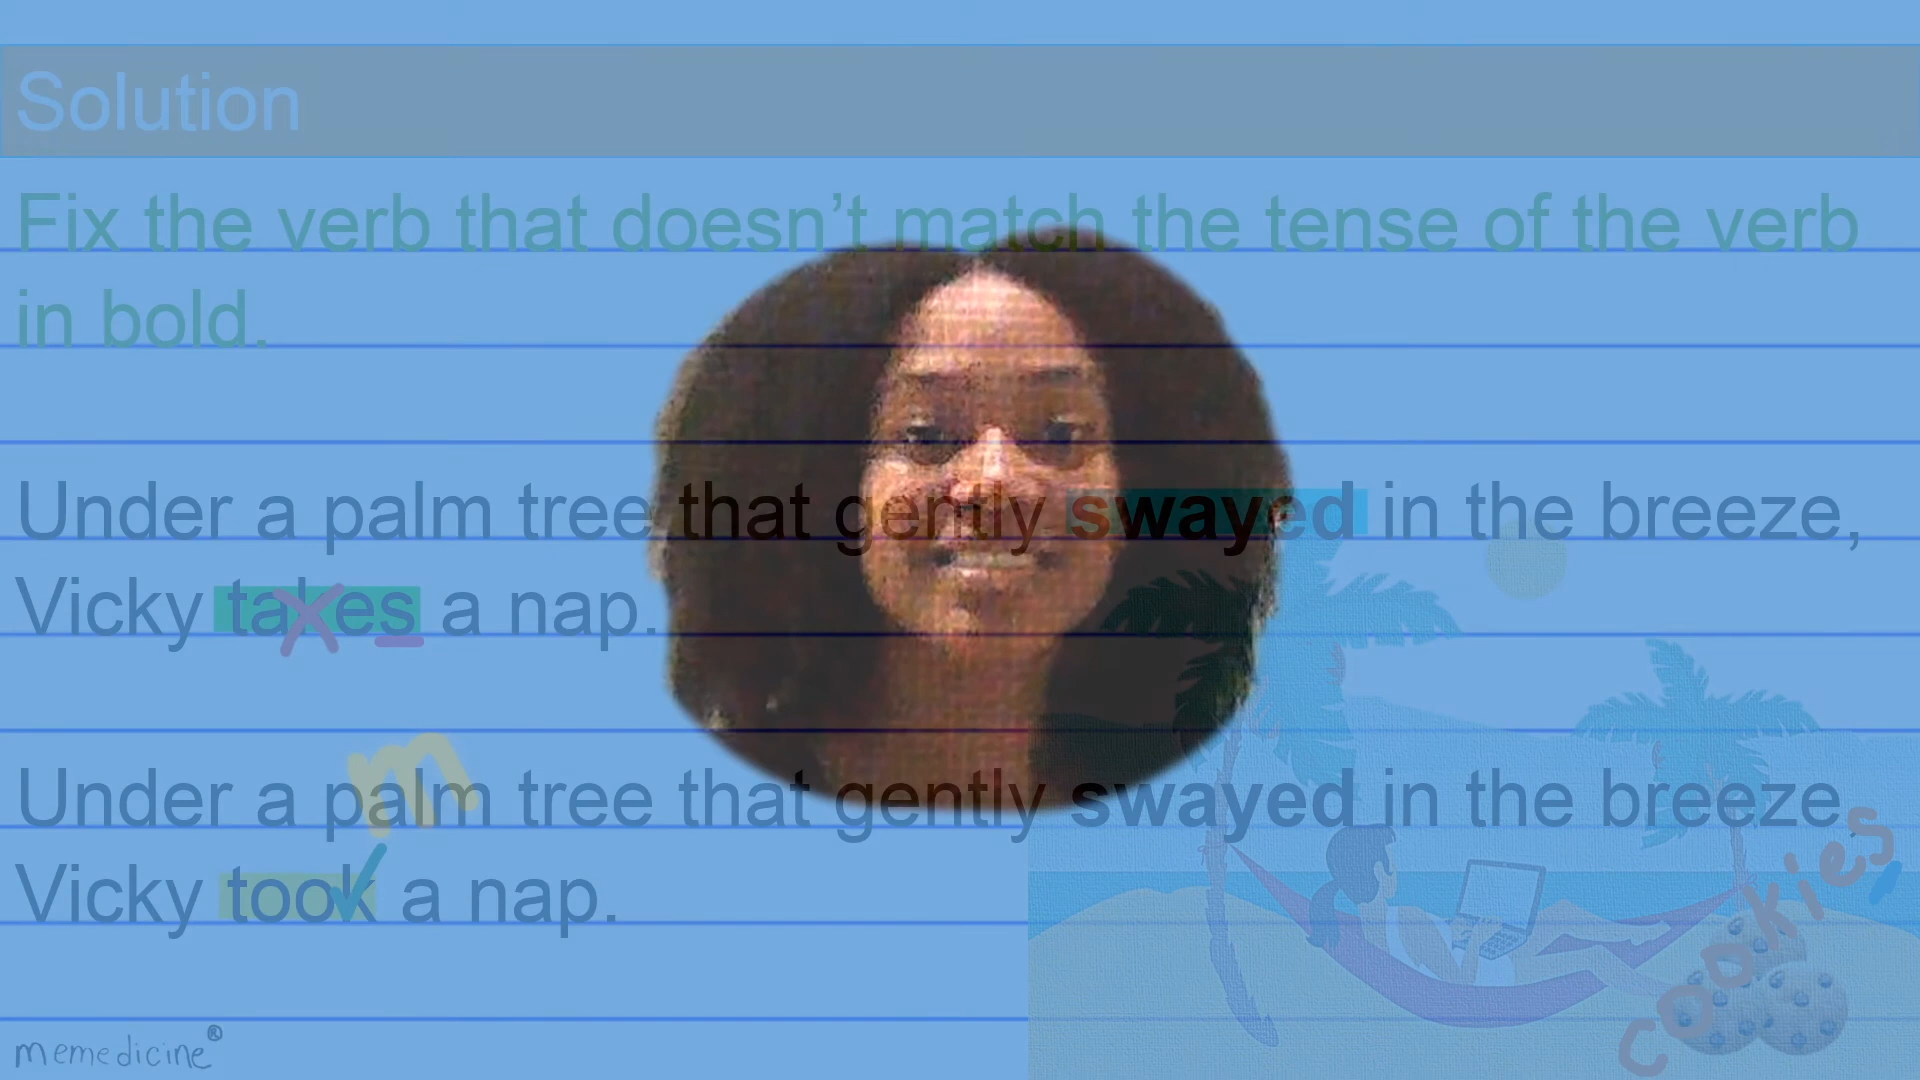 Solution
Fix the verb that doesn’t match the tense of the verb
in bold.
Under a palm tree that gently swayed in the breeze,
Vicky takes a nap.
m
Under a palm tree that gently swayed in the breeze,
Vicky took a nap.
cookies
memedicine®